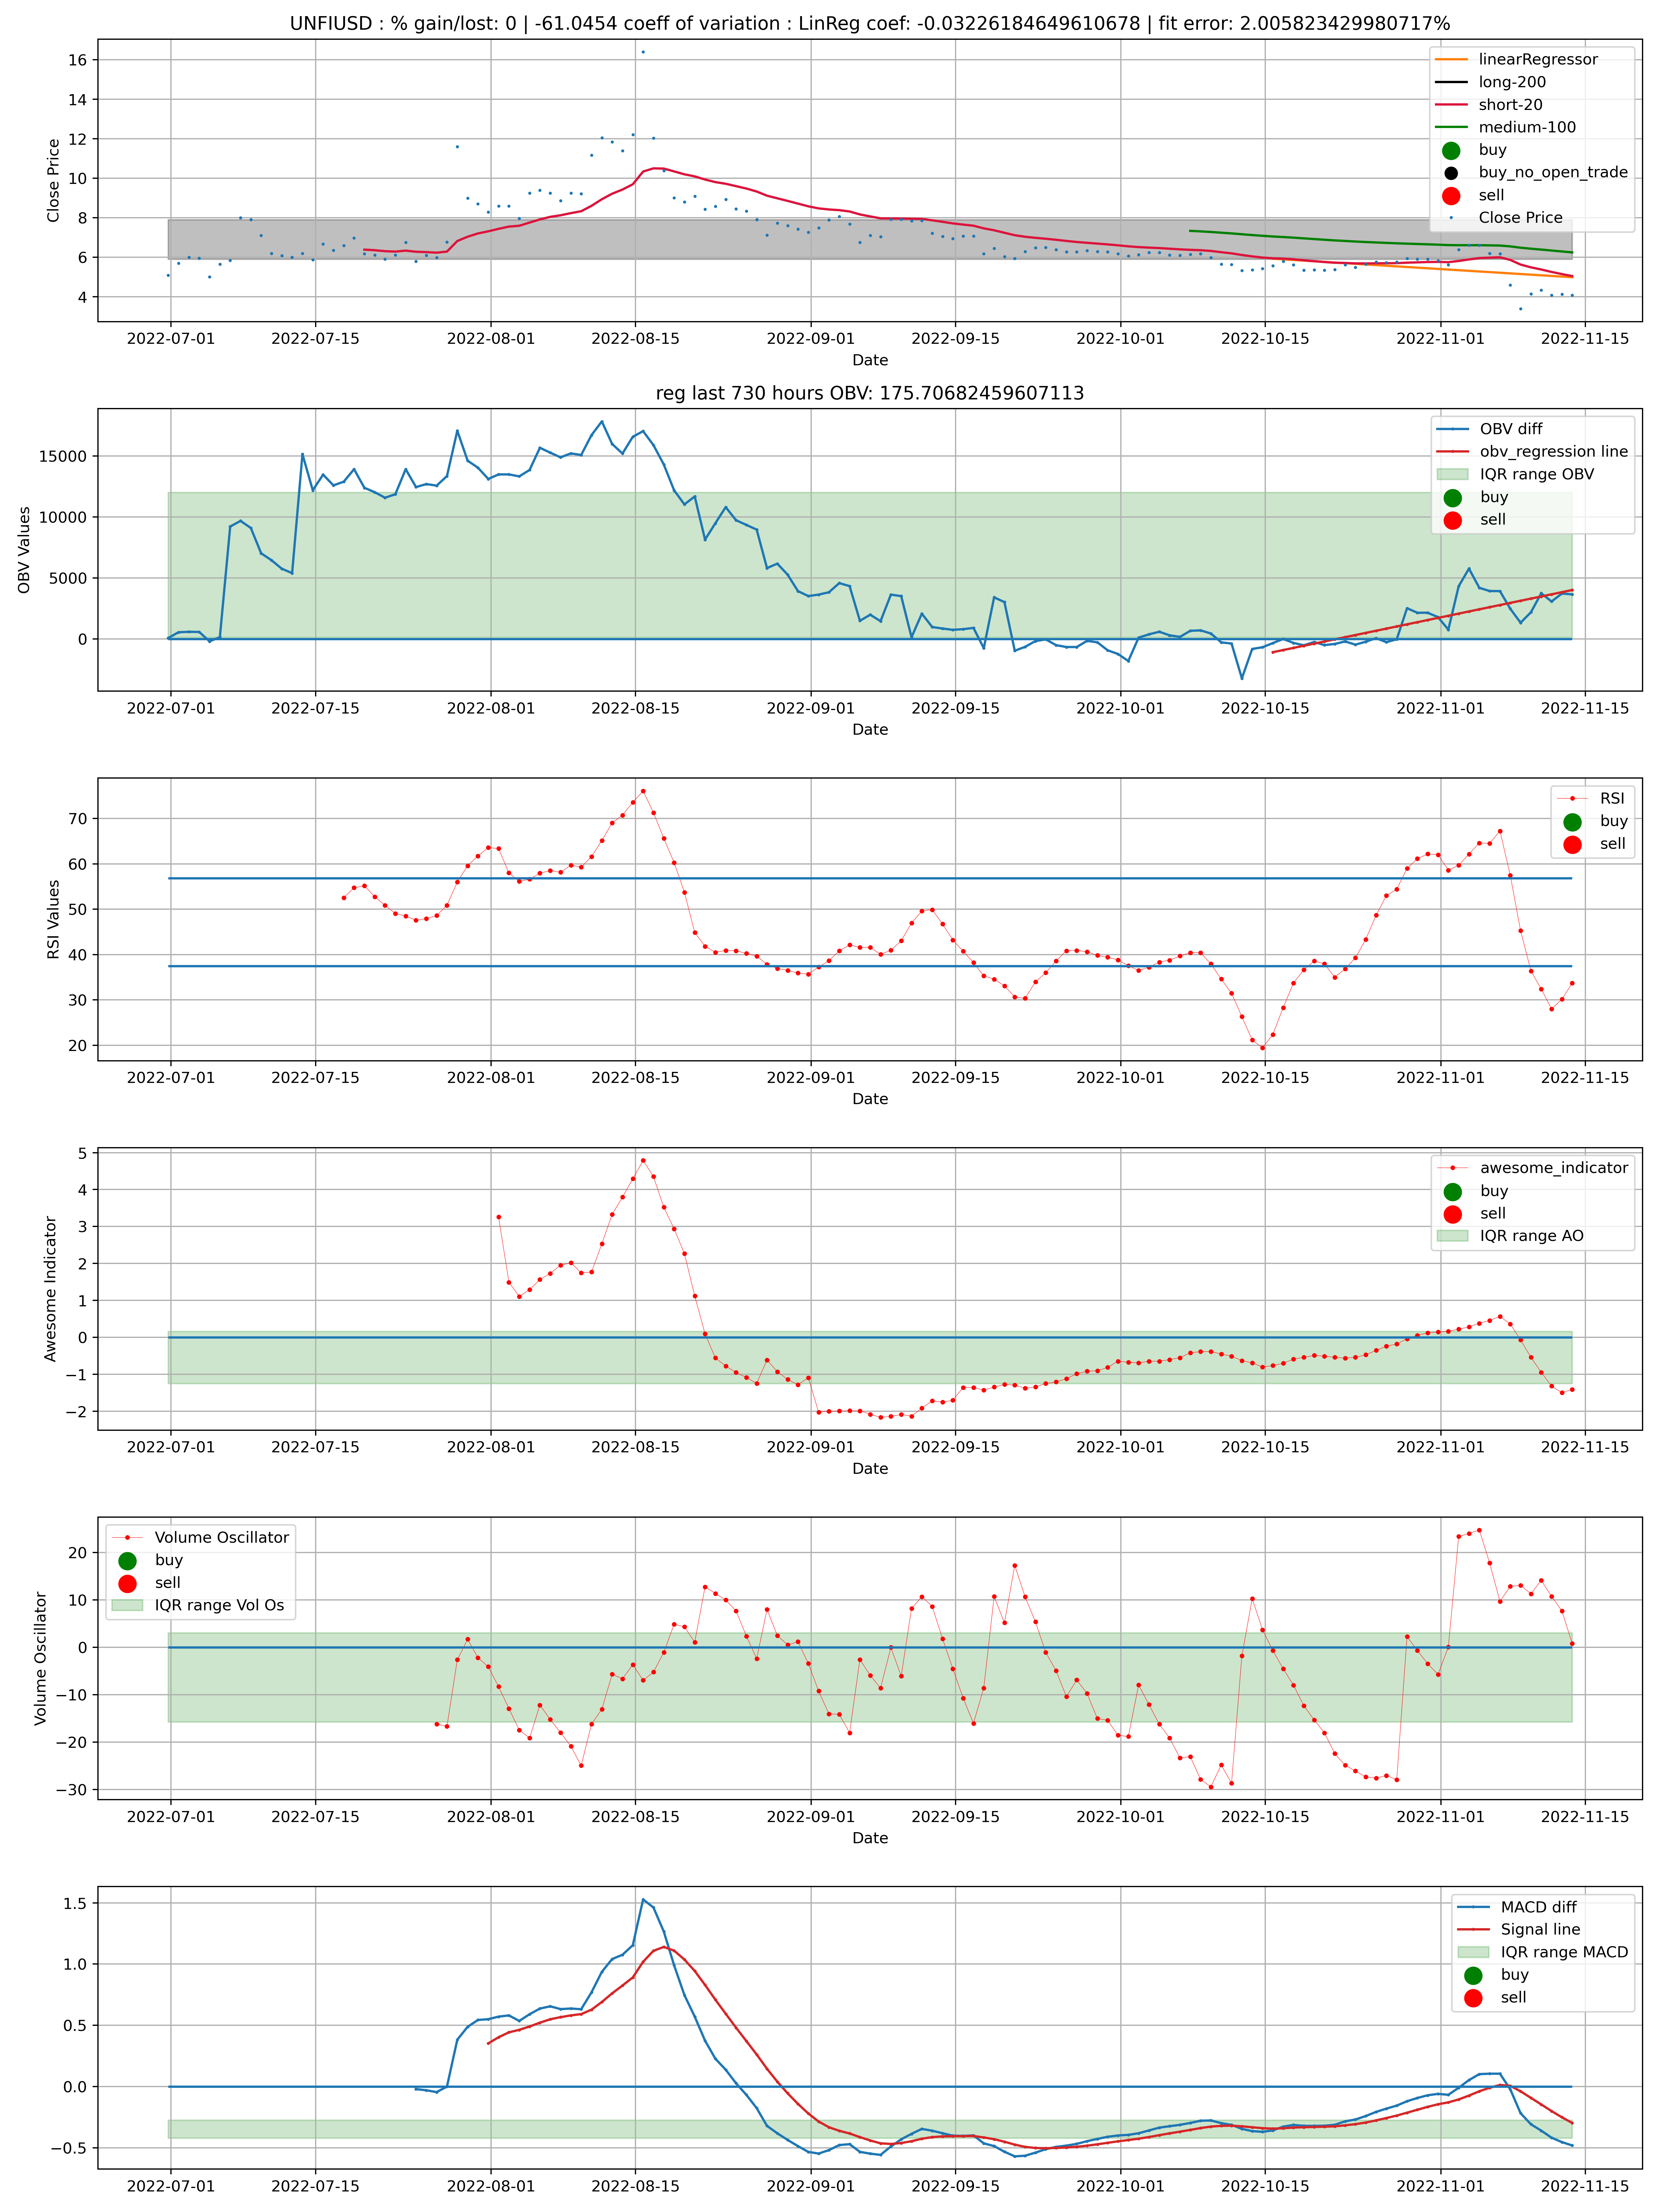 UNFIUSD : % gain/lost: 0 | -61.0454 coeff of variation : LinReg coef: -0.03226184649610678 | fit error: 2.005823429980717%
linearRegressor
long-200
short-20
medium-100
buy
buy_no_open_trade
sell
Close Price
Close Price
16
14
12
10
8
6
4
2022-07-01 2022-07-15 2022-08-01 2022-08-15 2022-09-01 2022-09-15 2022-10-01 2022-10-15 2022-11-01 2022-11-15
Date
reg last 730 hours OBV: 175.70682459607113
OBV diff
obv_regression line
IQR range OBV
buy
sell
OBV Values
15000
10000
5000
0
2022-07-01 2022-07-15 2022-08-01 2022-08-15 2022-09-01 2022-09-15 2022-10-01 2022-10-15 2022-11-01 2022-11-15
Date
RSI
buy
sell
RSI Values
70
60
50
40
30
20
2022-07-01 2022-07-15 2022-08-01 2022-08-15 2022-09-01 2022-09-15 2022-10-01 2022-10-15 2022-11-01 2022-11-15
Date
awesome_indicator
buy
sell
IQR range AO
Awesome Indicator
5
4
3
2
1
0
−1
−2
2022-07-01 2022-07-15 2022-08-01 2022-08-15 2022-09-01 2022-09-15 2022-10-01 2022-10-15 2022-11-01 2022-11-15
Date
Volume Oscillator
buy
sell
IQR range Vol Os
Volume Oscillator
20
10
0
−10
−20
−30
2022-07-01 2022-07-15 2022-08-01 2022-08-15 2022-09-01 2022-09-15 2022-10-01 2022-10-15 2022-11-01 2022-11-15
Date
MACD diff
Signal line
IQR range MACD
buy
sell
1.5
1.0
0.5
0.0
−0.5
2022-07-01 2022-07-15 2022-08-01 2022-08-15 2022-09-01 2022-09-15 2022-10-01 2022-10-15 2022-11-01 2022-11-15